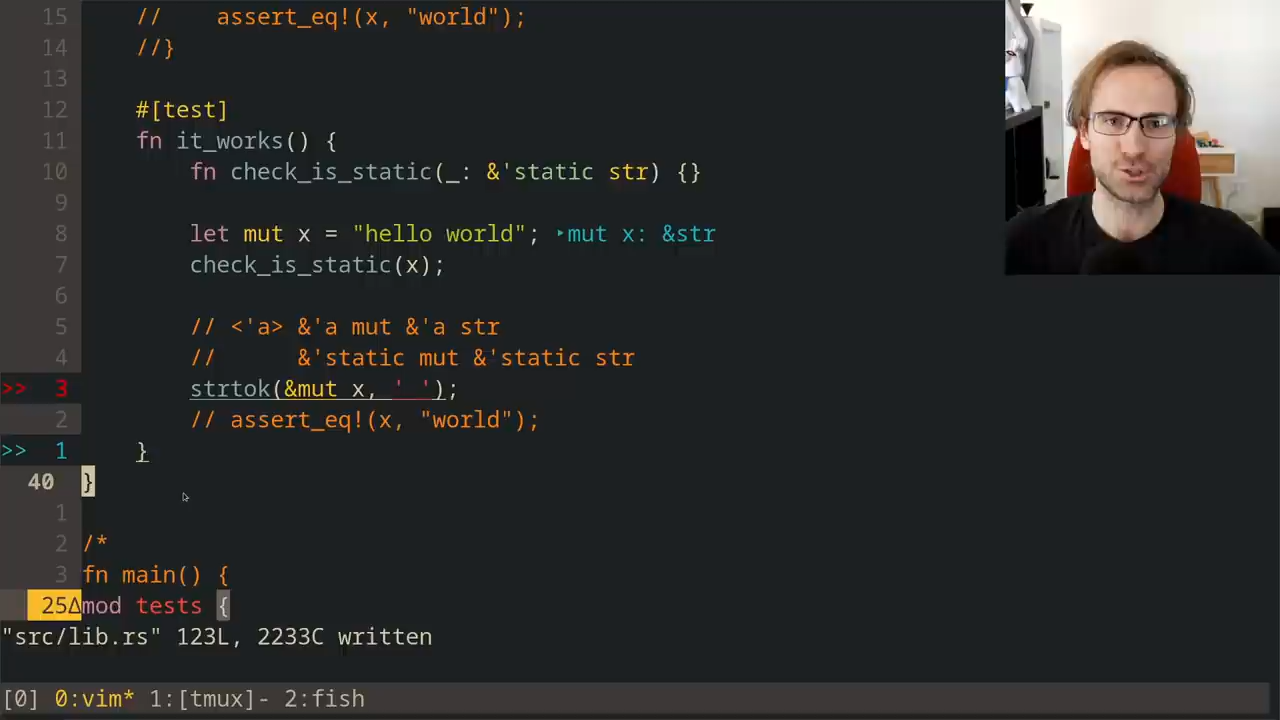 15 //    assert_eq!(x, "world");
14 //}
13
12 #[test]
11 fn it_works() {
10 fn check_is_static(_: &'static str) {}
9
8 let mut x = "hello world"; ‣mut x: &str
7 check_is_static(x);
6
5 // <'a> &'a mut &'a str
4 //      &'static mut &'static str
>> 3 strtok(&mut x, ' ');
2 // assert_eq!(x, "world");
>> 1 }
40 }
1
2 /*
3 fn main() {
25Δmod tests {
"src/lib.rs" 123L, 2233C written
[0] 0:vim* 1:[tmux]- 2:fish